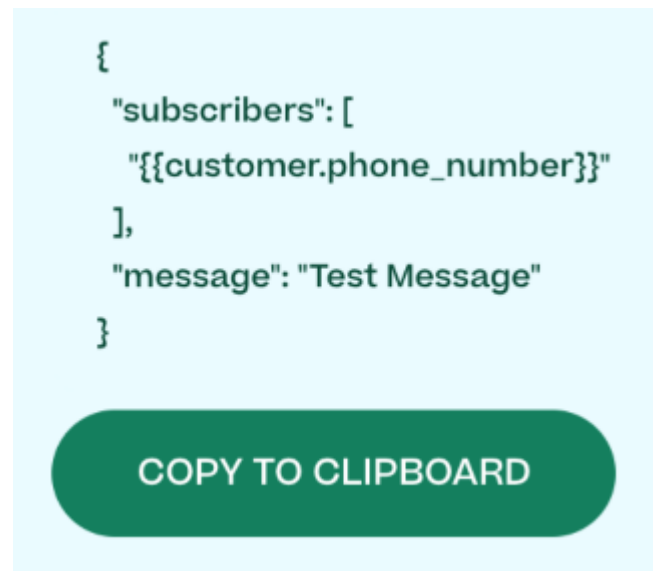 {
"subscribers": [
"{{customer.phone_number}}"
],
"message": "Test Message"
}
COPY TO CLIPBOARD